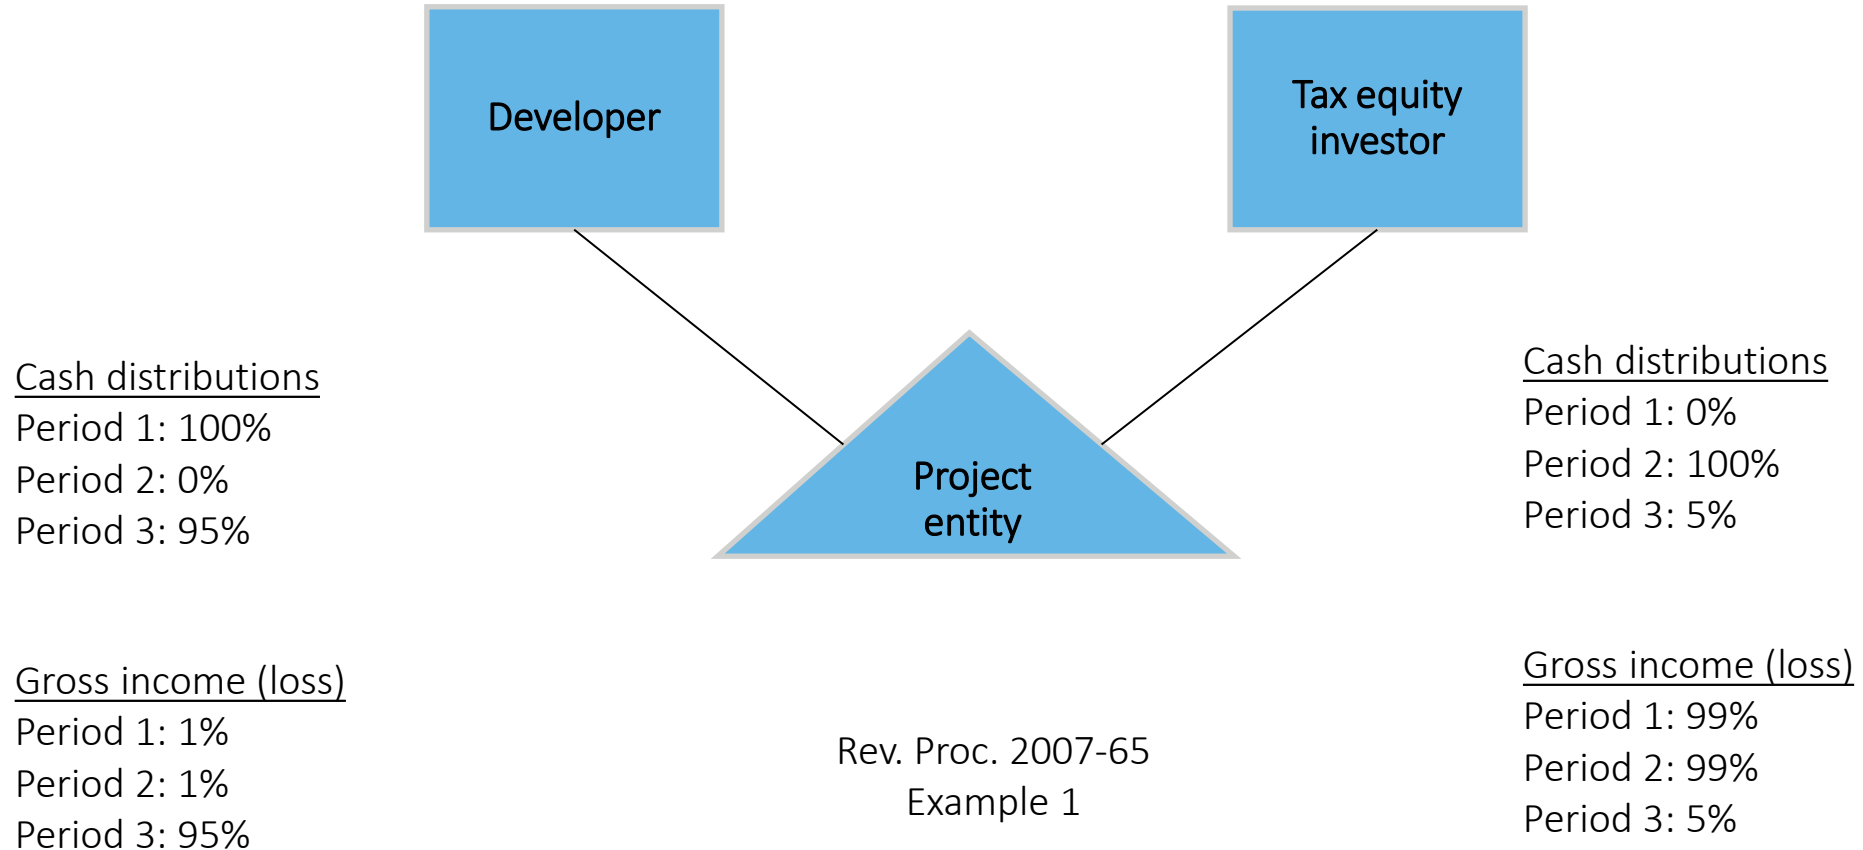 Developer
Tax equity
investor
Project
entity
Cash distributions
Period 1: 100%
Period 2: 0%
Period 3: 95%
Gross income (loss)
Period 1: 1%
Period 2: 1%
Period 3: 95%
Cash distributions
Period 1: 0%
Period 2: 100%
Period 3: 5%
Gross income (loss)
Period 1: 99%
Period 2: 99%
Period 3: 5%
Rev. Proc. 2007-65
Example 1